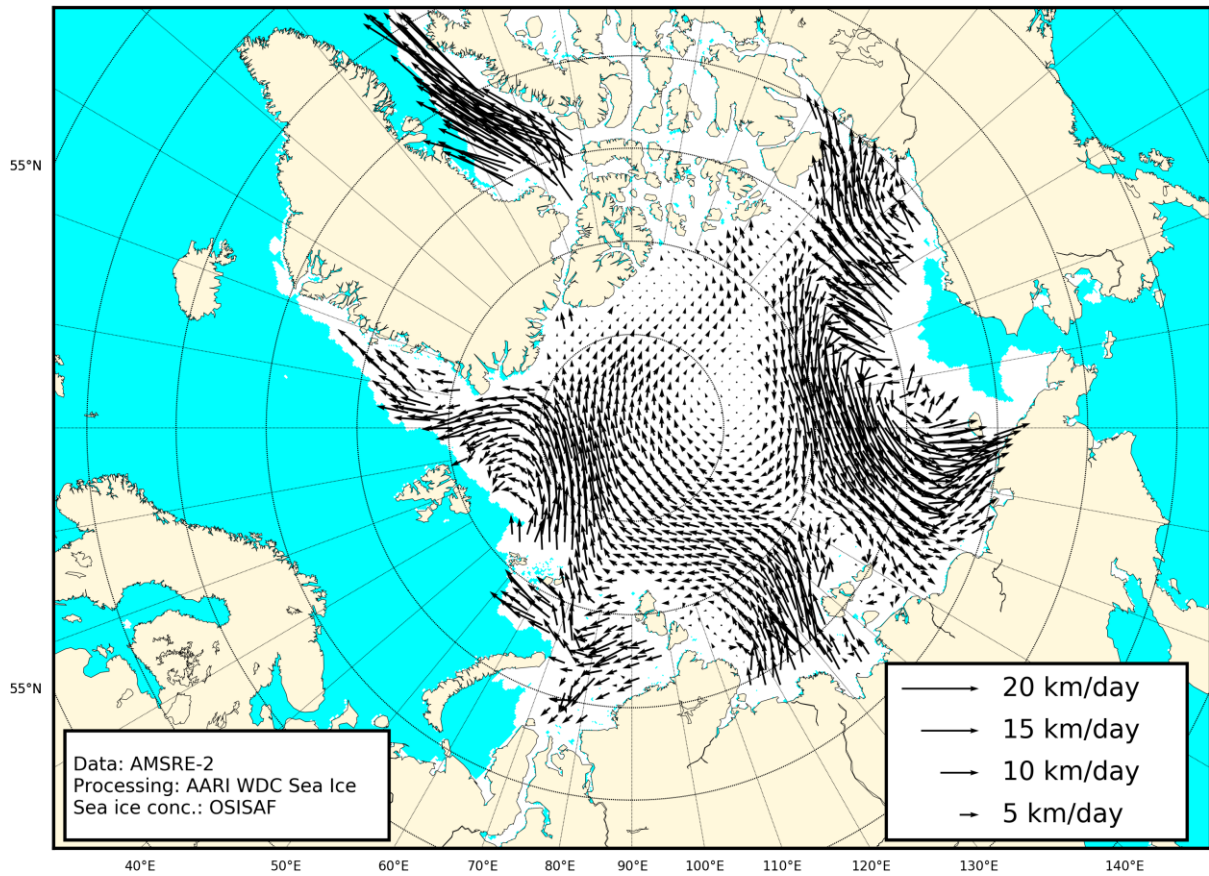 55°N
55°N
Data: AMSRE-2
Processing: AARI WDC Sea Ice
Sea ice conc.: OSISAF
20 km/day
15 km/day
10 km/day
5 km/day
40°E 50°E 60°E 70°E 80°E 90°E 100°E 110°E 120°E 130°E 140°E